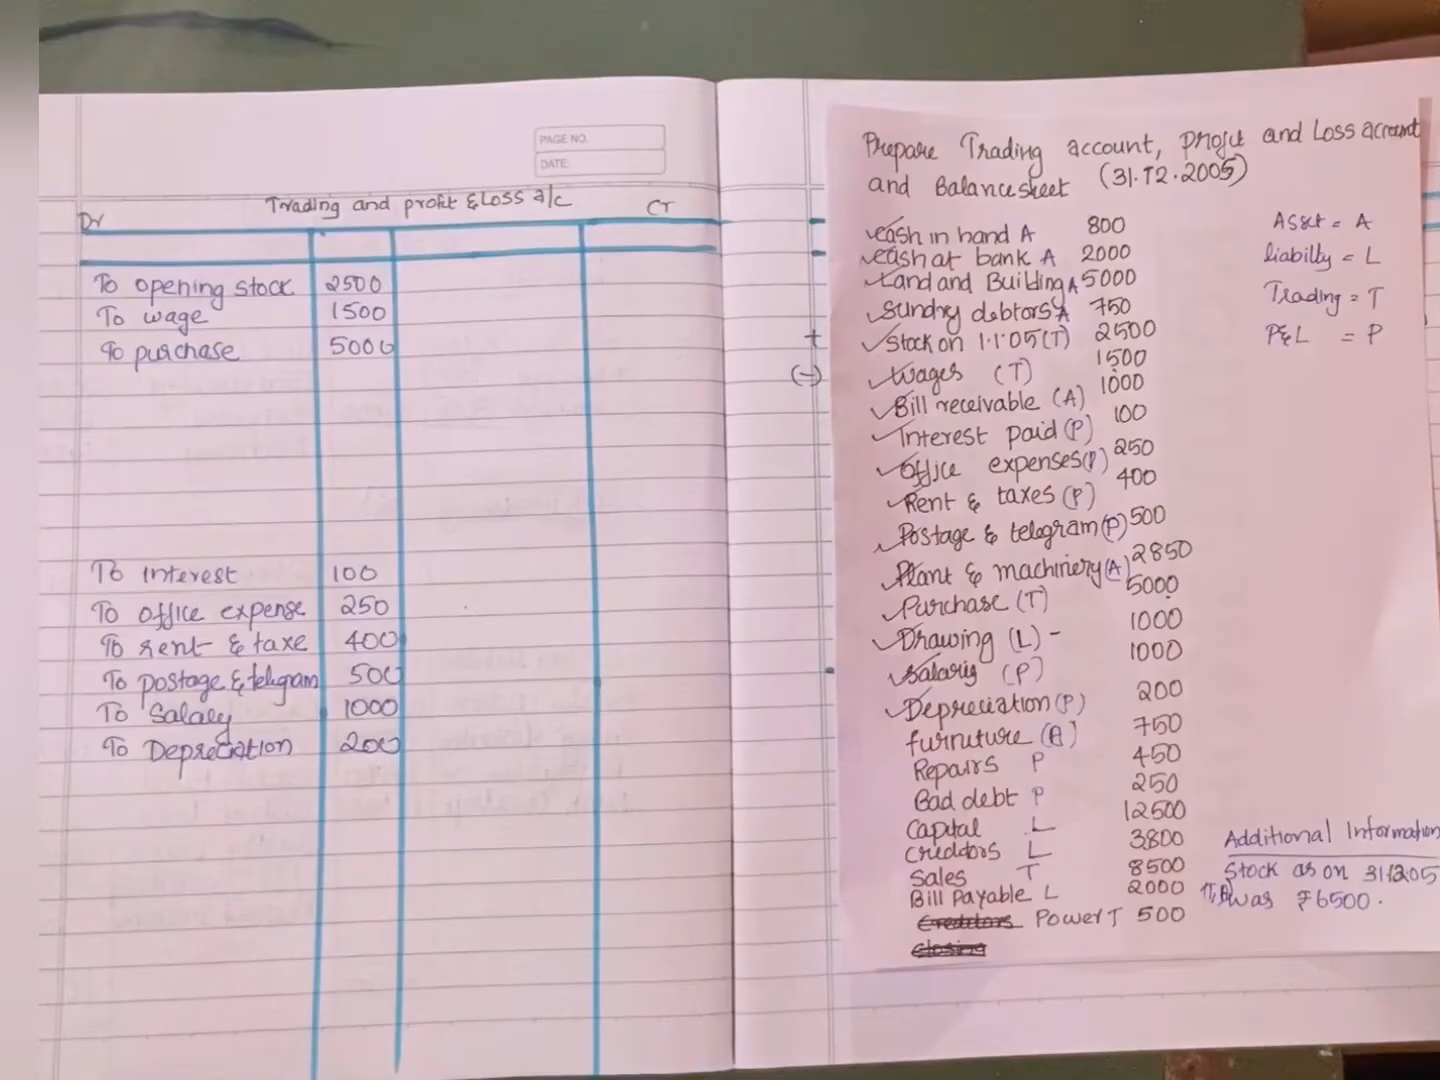 PAGE NO.
DATE:
Trading and profit & Loss a/c
Dr
Cr
To opening stock 2500
To wage 1500
To purchase 5000
To Interest 100
To office expense 250
To rent & taxe 400
To postage & teligram 500
To Salary 1000
To Depreciation 200
Prepare Trading account, Profit and Loss account
and Balancesheet (31.12.2005)
Cash in hand A 800
Cash at bank A 2000
Land and Building A 5000
Sundry debtors A 750
+ Stock on 1.1.05 (T) 2500
(-) Wages (T) 1500
Bill receivable (A) 1000
Interest paid (P) 100
Office expenses (P) 250
Rent & taxes (P) 400
Postage & telegram (P) 500
Plant & machinery (A) 2850
Purchase (T) 5000
Drawing (L) - 1000
Salaris (P) 1000
Depreciation (P) 200
furniture (A) 750
Repairs P 450
Bad debt P 250
Capital L 12500
Creditors L 3800
Sales T 8500
Bill Payable L 2000
Creditors Power T 500
Closing
Asset = A
liability = L
Trading = T
P&L = P
Additional Information
Stock as on 31.12.05
was ₹6500.